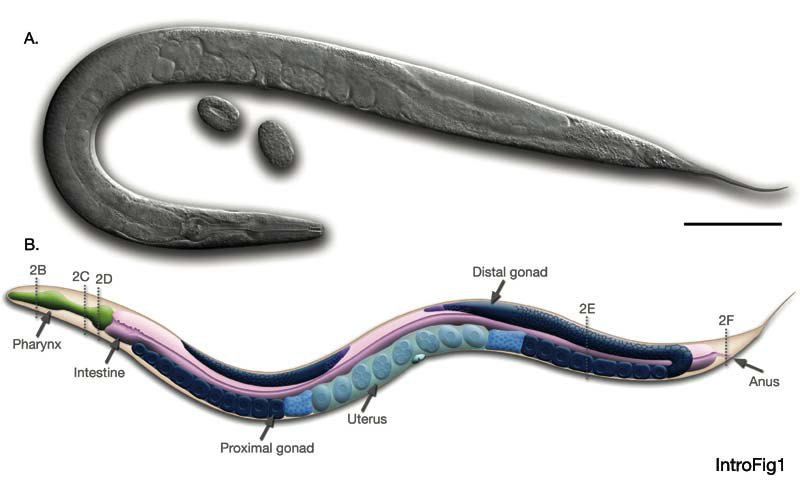 A.
B.
2B
2C
2D
Distal gonad
2E
2F
Pharynx
Intestine
Anus
Uterus
Proximal gonad
IntroFig1